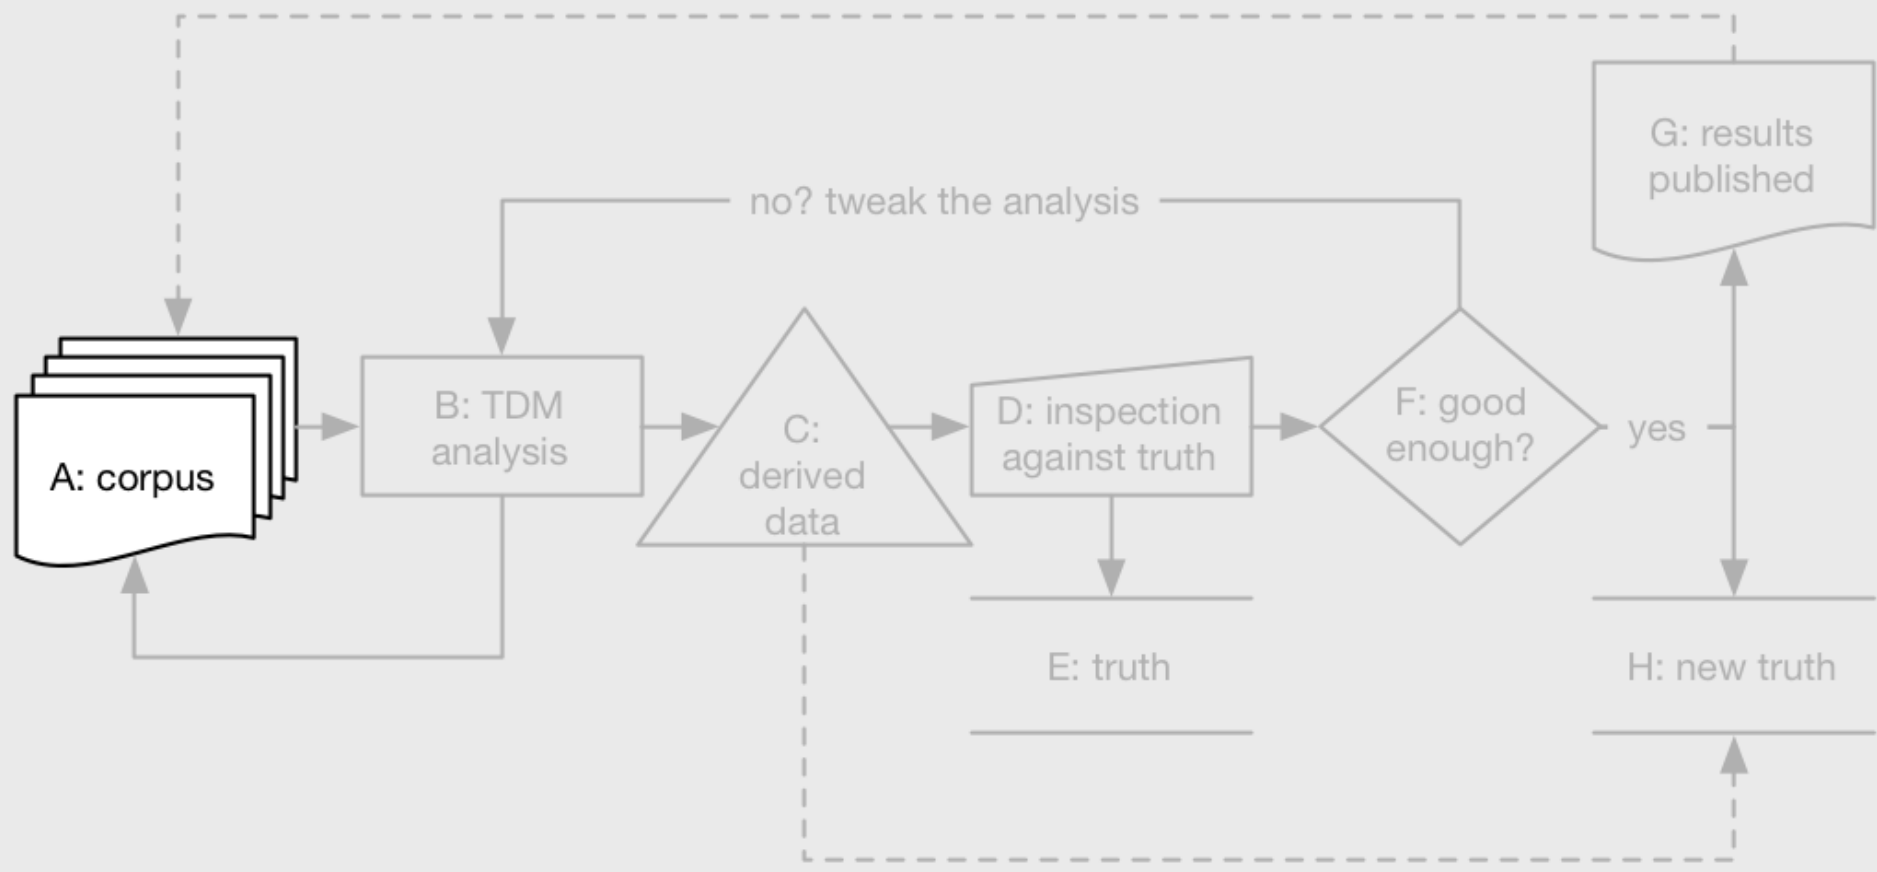 G: results
published
no? tweak the analysis
A: corpus
B: TDM
analysis
C:
derived
data
D: inspection
against truth
F: good
enough?
yes
E: truth
H: new truth